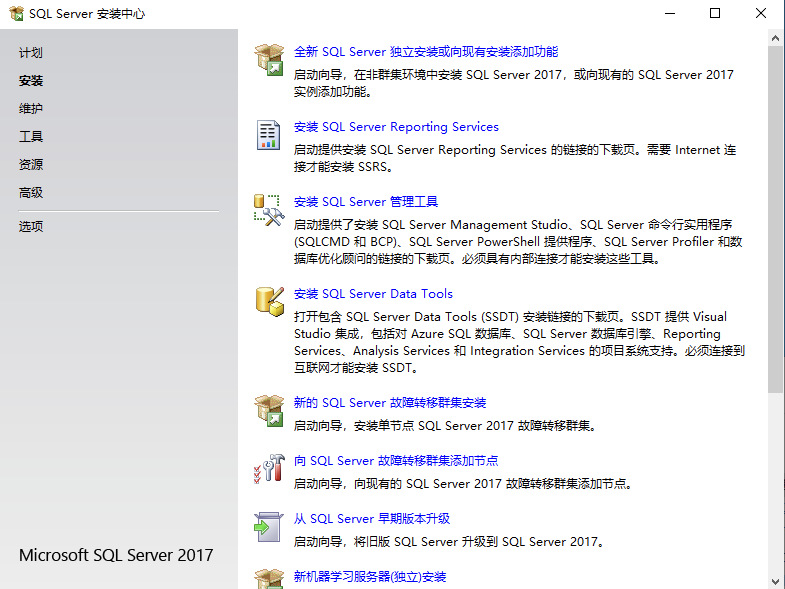 SQL Server 安装中心
计划
安装
维护
工具
资源
高级
选项
Microsoft SQL Server 2017
全新 SQL Server 独立安装或向现有安装添加功能
启动向导，在非群集环境中安装 SQL Server 2017，或向现有的 SQL Server 2017
实例添加功能。
安装 SQL Server Reporting Services
启动提供安装 SQL Server Reporting Services 的链接的下载页。需要 Internet 连
接才能安装 SSRS。
安装 SQL Server 管理工具
启动提供了安装 SQL Server Management Studio、SQL Server 命令行实用程序
(SQLCMD 和 BCP)、SQL Server PowerShell 提供程序、SQL Server Profiler 和数
据库优化顾问的链接的下载页。必须具有内部连接才能安装这些工具。
安装 SQL Server Data Tools
打开包含 SQL Server Data Tools (SSDT) 安装链接的下载页。SSDT 提供 Visual
Studio 集成，包括对 Azure SQL 数据库、SQL Server 数据库引擎、Reporting
Services、Analysis Services 和 Integration Services 的项目系统支持。必须连接到
互联网才能安装 SSDT。
新的 SQL Server 故障转移群集安装
启动向导，安装单节点 SQL Server 2017 故障转移群集。
向 SQL Server 故障转移群集添加节点
启动向导，向现有的 SQL Server 2017 故障转移群集添加节点。
从 SQL Server 早期版本升级
启动向导，将旧版 SQL Server 升级到 SQL Server 2017。
新机器学习服务器(独立)安装